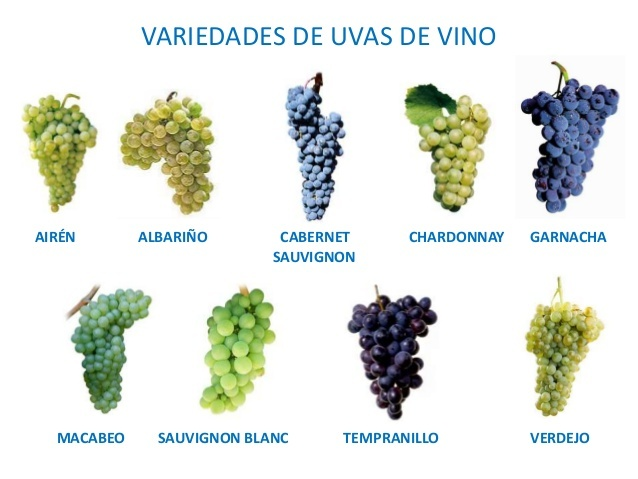 VARIEDADES DE UVAS DE VINO
AIRÉN
ALBARIÑO
CABERNET
SAUVIGNON
CHARDONNAY
GARNACHA
MACABEO
SAUVIGNON BLANC
TEMPRANILLO
VERDEJO